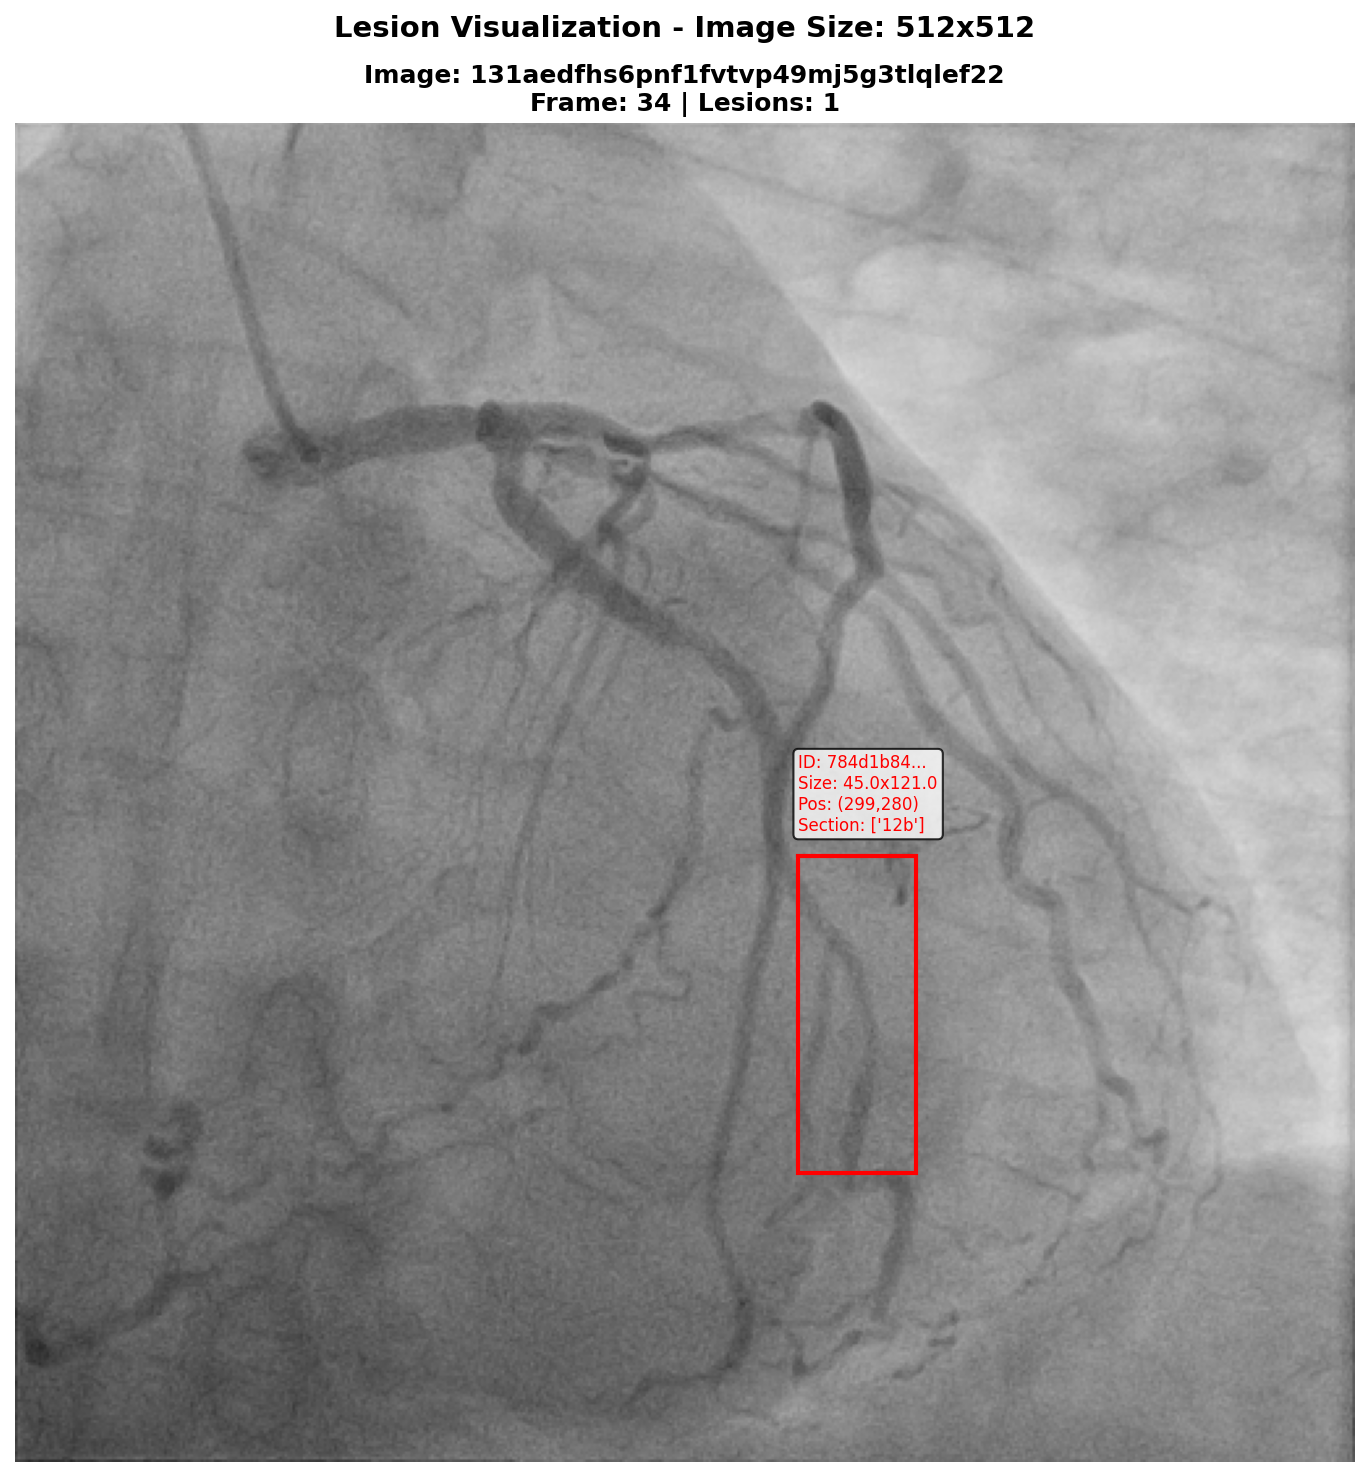 Lesion Visualization - Image Size: 512x512
Image: 131aedfhs6pnf1fvtvp49mj5g3tlqlef22
Frame: 34 | Lesions: 1
ID: 784d1b84...
Size: 45.0x121.0
Pos: (299,280)
Section: ['12b']